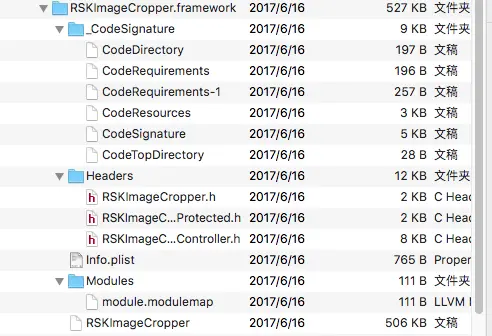 RSKImageCropper.framework 2017/6/16 527 KB 文件夹
_CodeSignature 2017/6/16 9 KB 文件夹
CodeDirectory 2017/6/16 197 B 文稿
CodeRequirements 2017/6/16 196 B 文稿
CodeRequirements-1 2017/6/16 257 B 文稿
CodeResources 2017/6/16 3 KB 文稿
CodeSignature 2017/6/16 5 KB 文稿
CodeTopDirectory 2017/6/16 28 B 文稿
Headers 2017/6/16 12 KB 文件夹
h RSKImageCropper.h 2017/6/16 2 KB C Head
h RSKImageC...Protected.h 2017/6/16 2 KB C Head
h RSKImageC...Controller.h 2017/6/16 8 KB C Head
Info.plist 2017/6/16 765 B Proper
Modules 2017/6/16 111 B 文件夹
module.modulemap 2017/6/16 111 B LLVM
RSKImageCropper 2017/6/16 506 KB 文稿